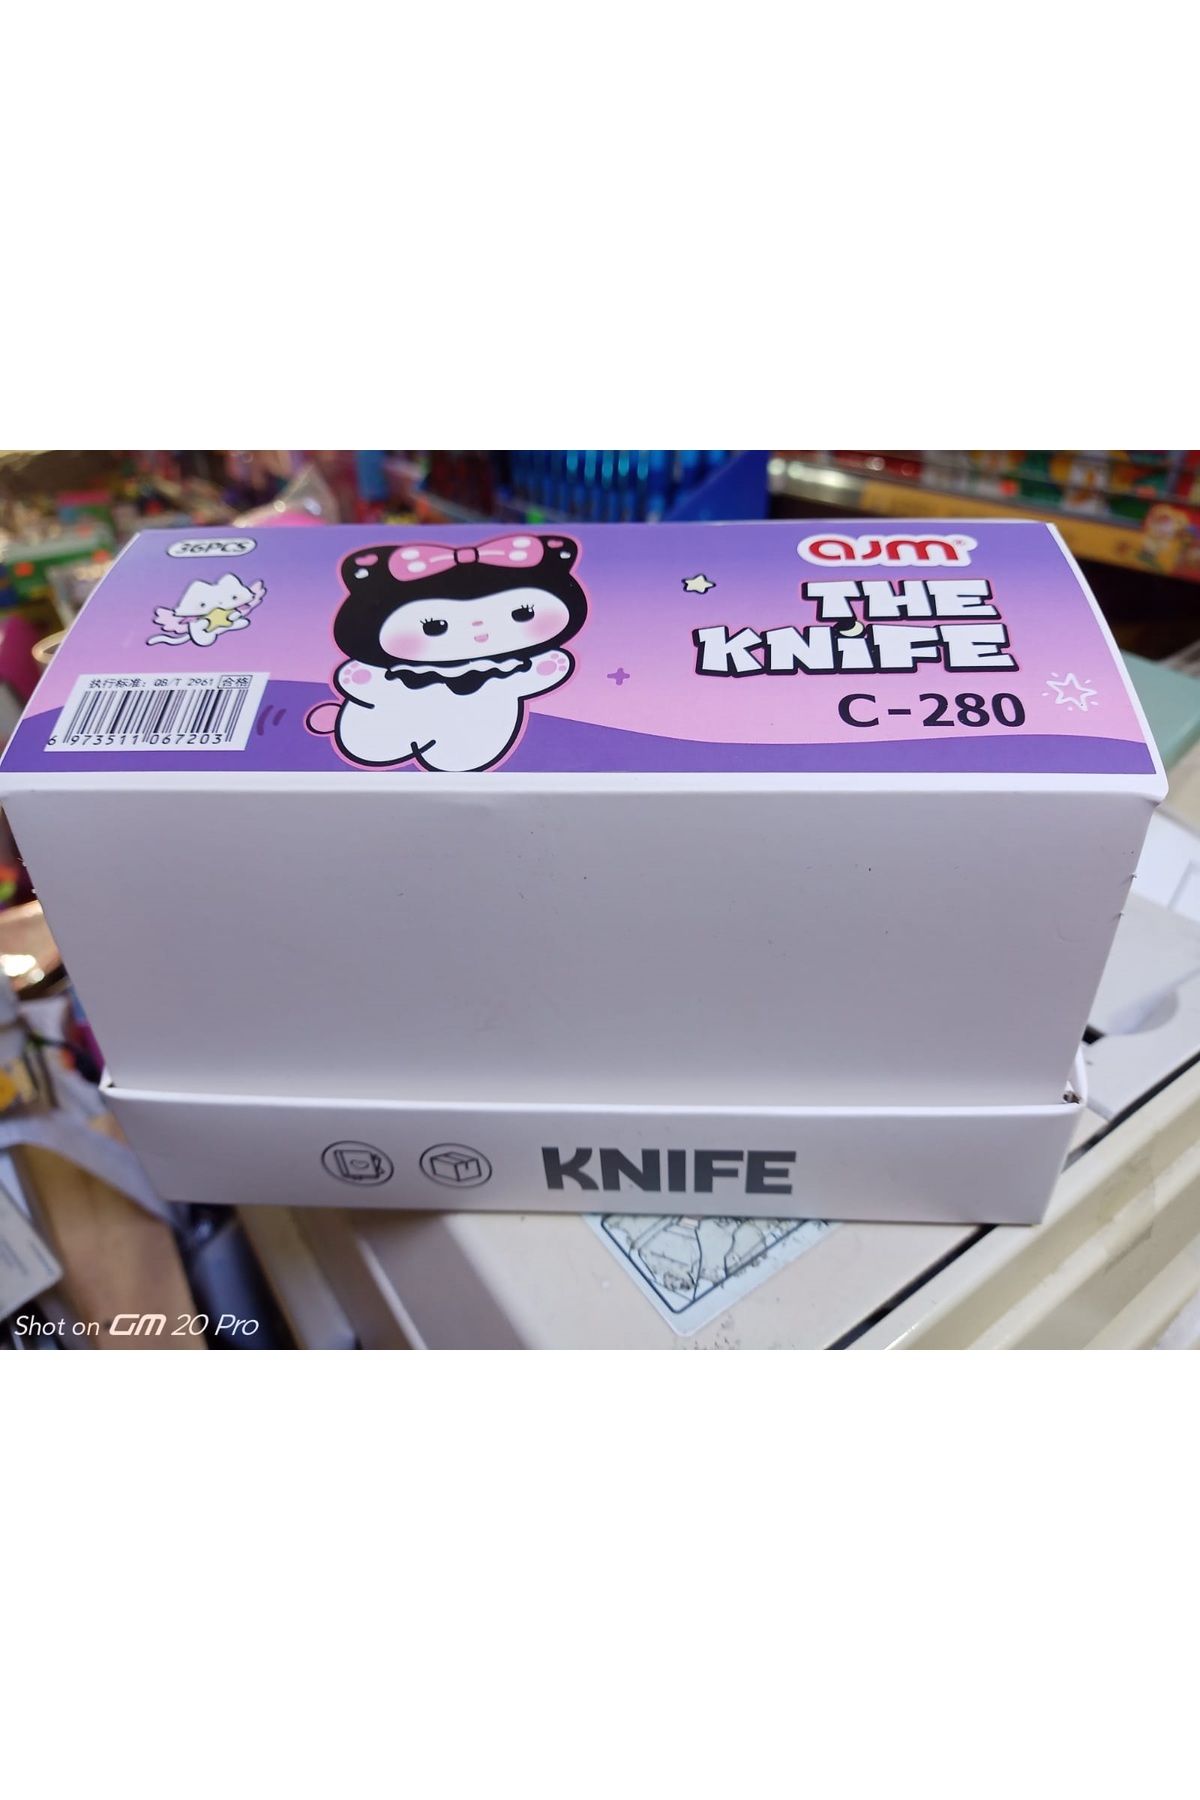 36PCS
ajm®
THE
KNiFE
C-280
执行标准: QB/T 2961 合格
6 973511 067203
KNIFE
Shot on GM 20 Pro